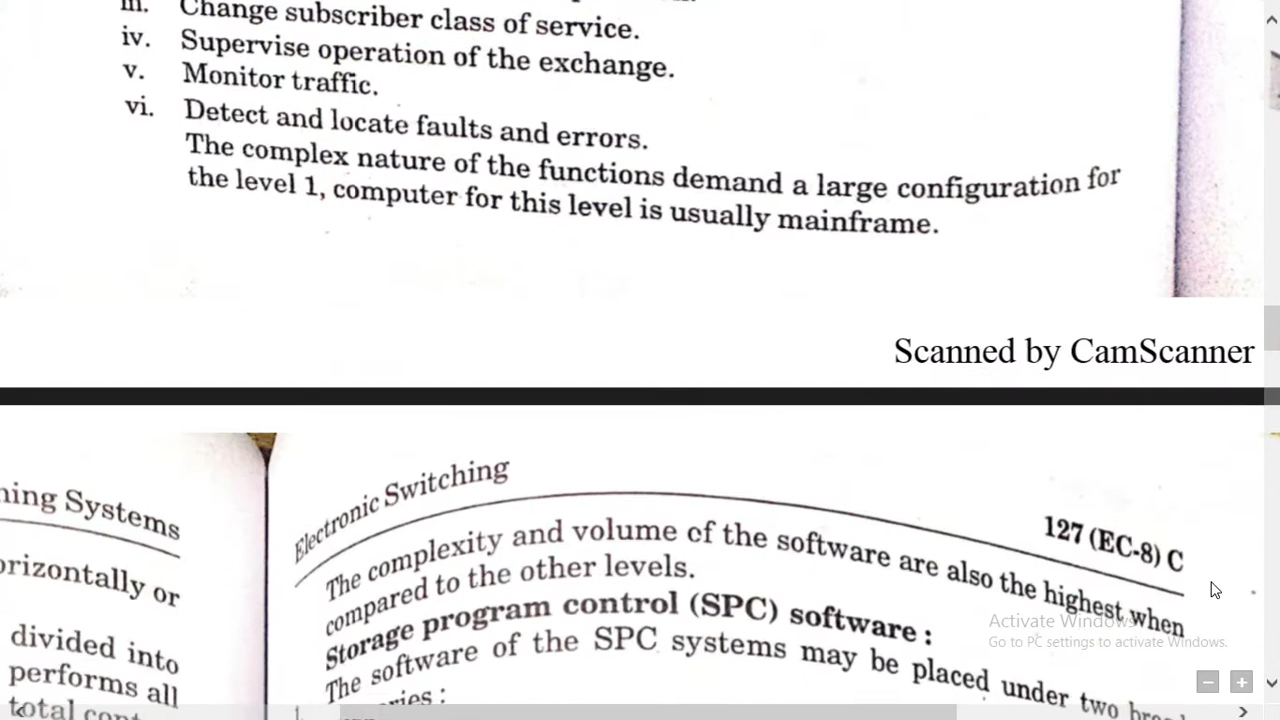 iii. Change subscriber class of service.
iv. Supervise operation of the exchange.
v. Monitor traffic.
vi. Detect and locate faults and errors.
The complex nature of the functions demand a large configuration for
the level 1, computer for this level is usually mainframe.
Scanned by CamScanner
Systems
or
divided into
performs all
total
Electronic Switching
127 (EC-8) C
The complexity and volume of the software are also the highest when
compared to the other levels.
Storage program control (SPC) software :
The software of the SPC systems may be placed under two
Activate Windows
Go to PC settings to activate Windows.